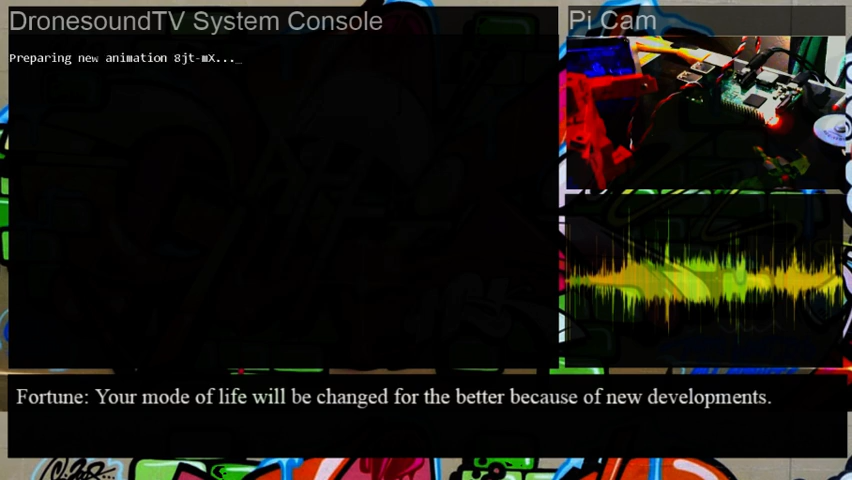 DronesoundTV System Console
Pi Cam
Preparing new animation 8jt-mX..._
Fortune: Your mode of life will be changed for the better because of new developments.